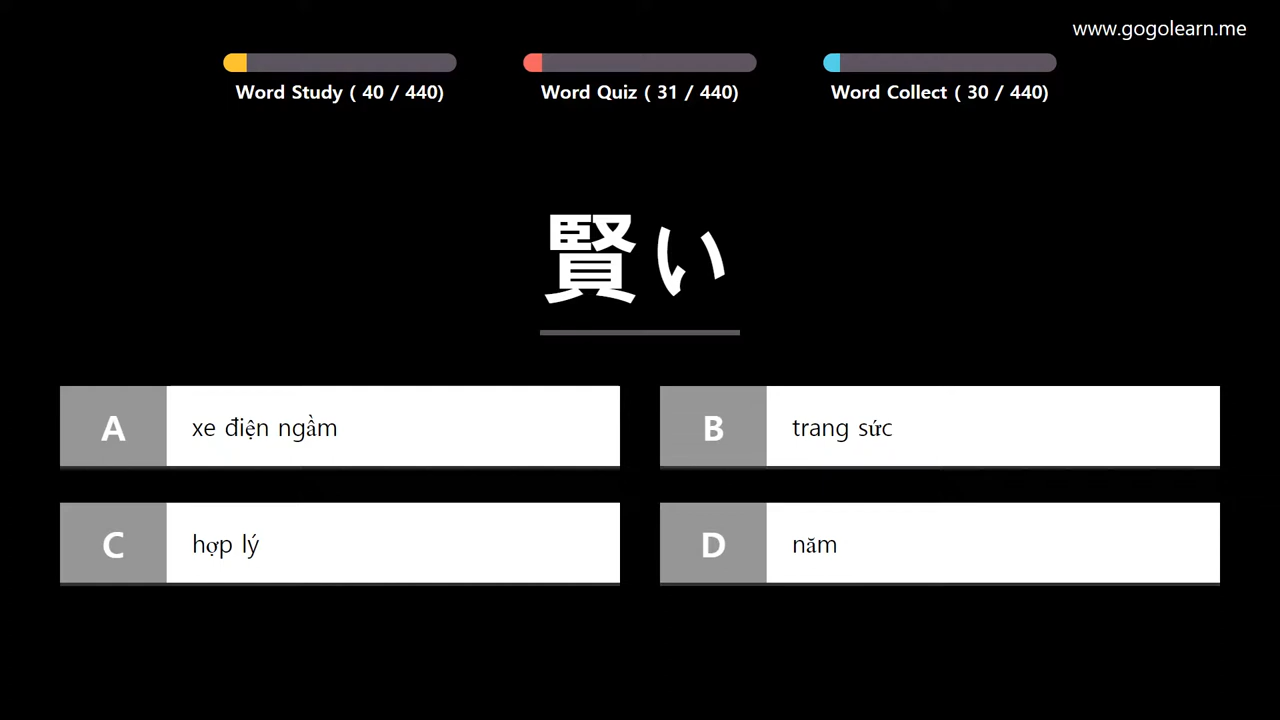 www.gogolearn.me
Word Study ( 40 / 440)
Word Quiz ( 31 / 440)
Word Collect ( 30 / 440)
賢い
A xe điện ngầm
B trang sức
C hợp lý
D năm